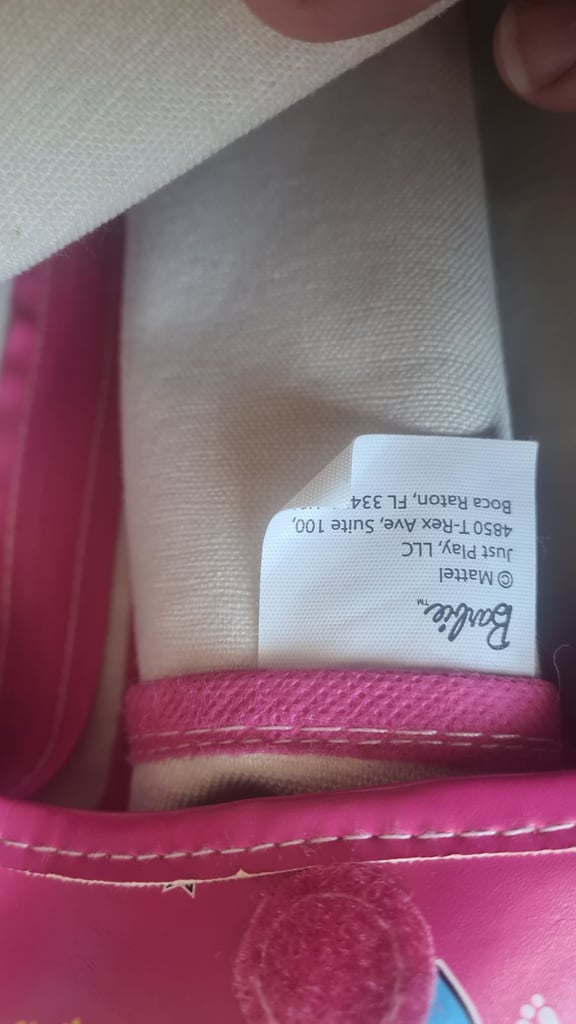 Barbie™
© Mattel
Just Play, LLC
4850 T-Rex Ave, Suite 100,
Boca Raton, FL 334